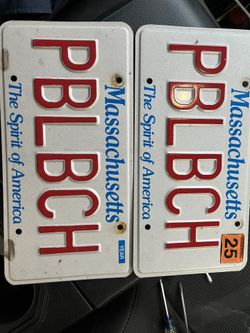 Massachusetts
PBLBCH
The Spirit of America
YEAR
Massachusetts
PBLBCH
The Spirit of America
25